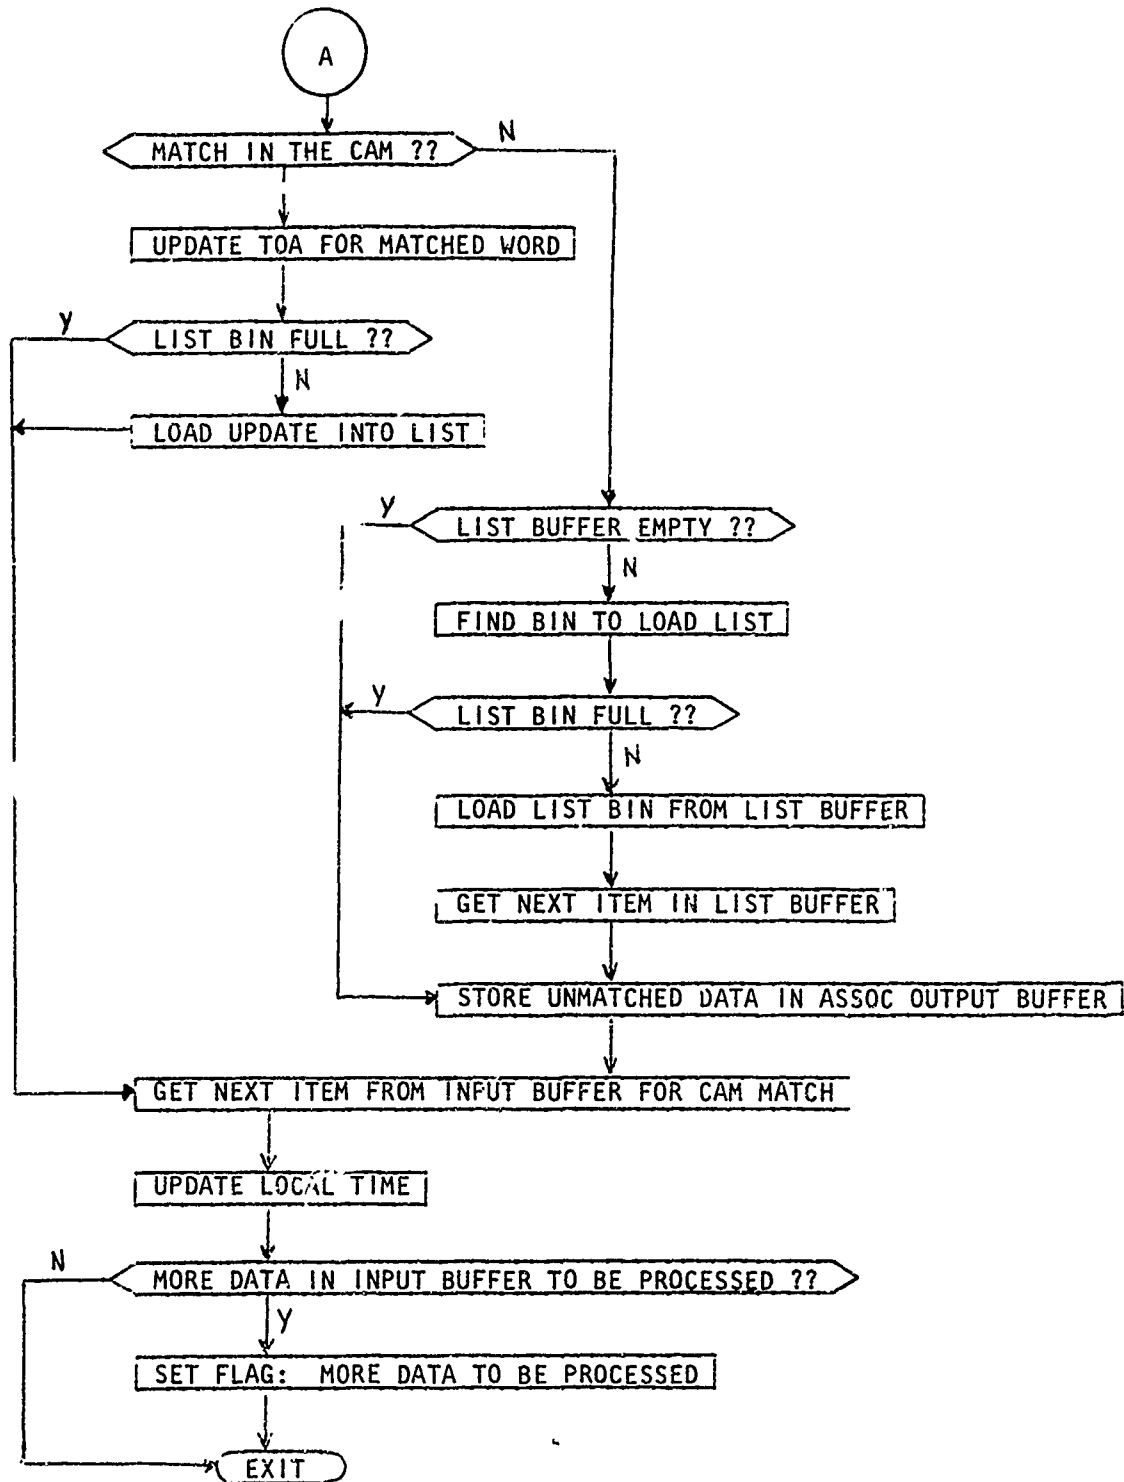 A
MATCH IN THE CAM ??
N
UPDATE TOA FOR MATCHED WORD
Y
LIST BIN FULL ??
N
LOAD UPDATE INTO LIST
Y
LIST BUFFER EMPTY ??
N
FIND BIN TO LOAD LIST
Y
LIST BIN FULL ??
N
LOAD LIST BIN FROM LIST BUFFER
GET NEXT ITEM IN LIST BUFFER
STORE UNMATCHED DATA IN ASSOC OUTPUT BUFFER
GET NEXT ITEM FROM INPUT BUFFER FOR CAM MATCH
UPDATE LOCAL TIME
N
MORE DATA IN INPUT BUFFER TO BE PROCESSED ??
Y
SET FLAG: MORE DATA TO BE PROCESSED
EXIT